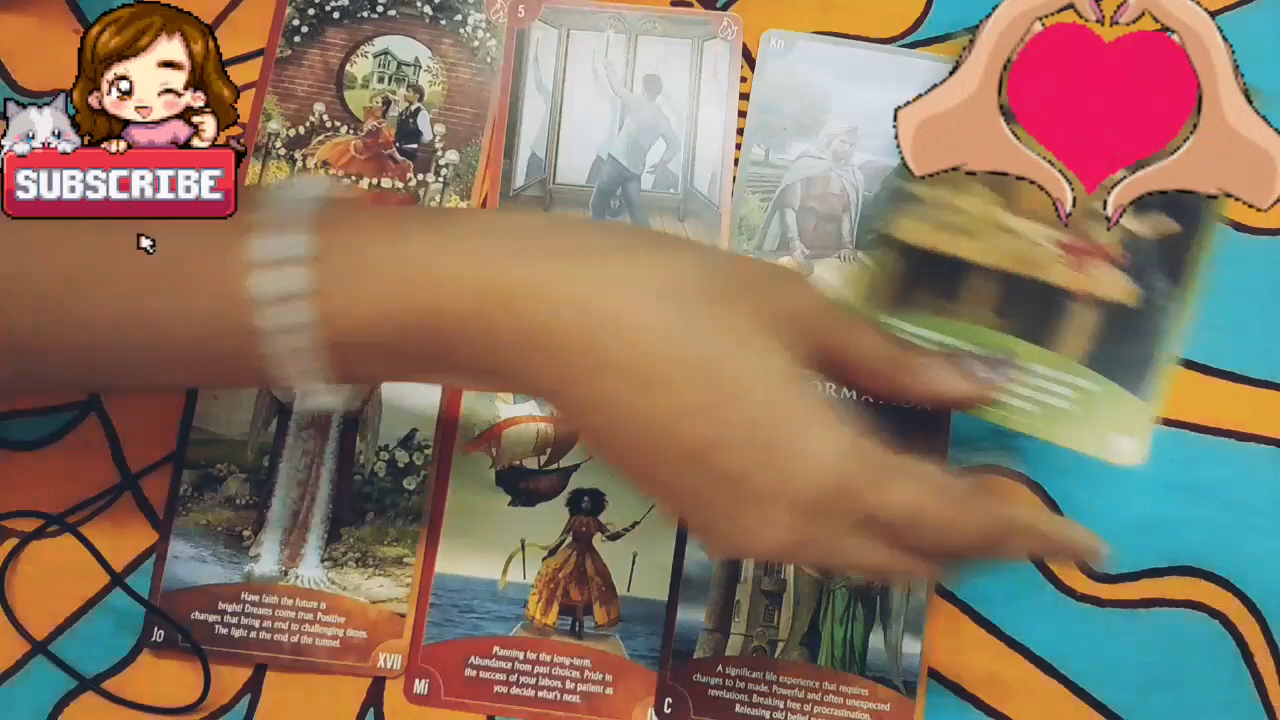 5
Kn
SUBSCRIBE
Have faith the future is
bright! Dreams come true. Positive
changes that bring an end to challenging times.
The light at the end of the tunnel.
Jo
XVII
Planning for the long-term.
Abundance from past choices. Pride in
the success of your labors. Be patient as
you decide what's next.
Mi
A significant life experience that requires
changes to be made. Powerful and often unexpected
revelations. Breaking free of procrastination.
Releasing old belief
C